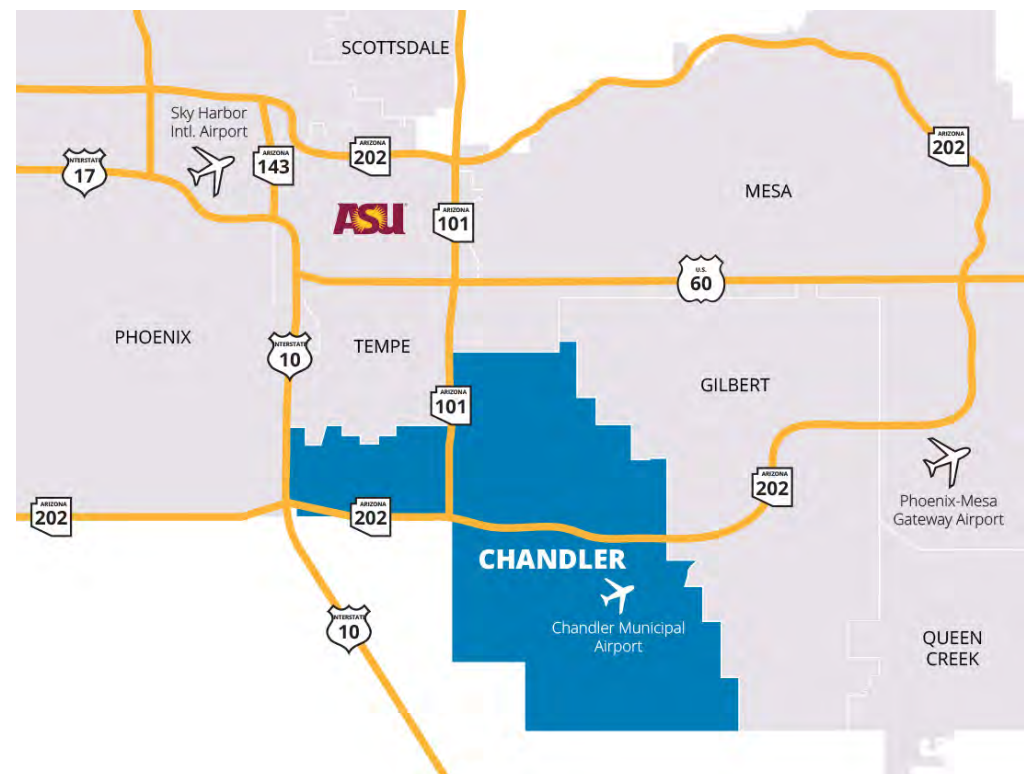 SCOTTSDALE
Sky Harbor
Intl. Airport
ARIZONA
202
ARIZONA
202
INTERSTATE
17
ARIZONA
143
MESA
ASU
ARIZONA
101
U.S.
60
PHOENIX
INTERSTATE
10
TEMPE
GILBERT
ARIZONA
101
ARIZONA
202
Phoenix-Mesa
Gateway Airport
ARIZONA
202
ARIZONA
202
CHANDLER
INTERSTATE
10
Chandler Municipal
Airport
QUEEN
CREEK